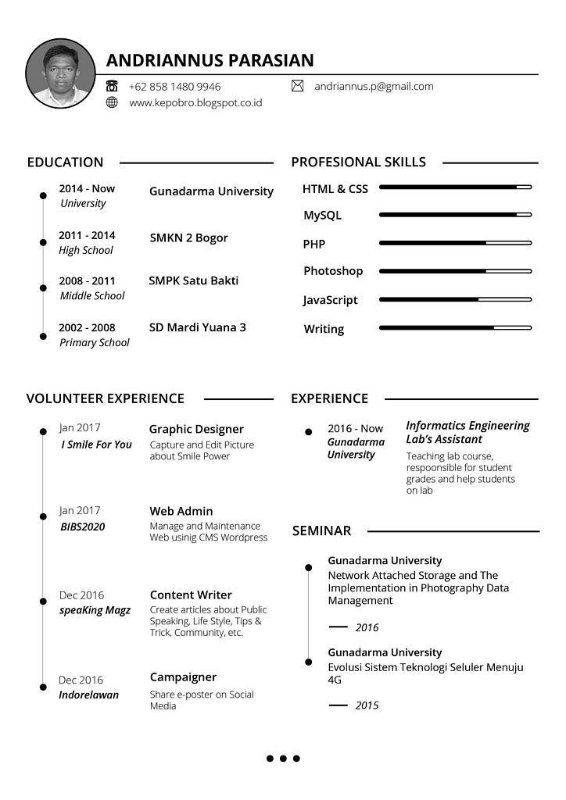 ANDRIANNUS PARASIAN
+62 858 1480 9946
andriannus.p@gmail.com
www.kepobro.blogspot.co.id
EDUCATION
2014 - Now
University
Gunadarma University
2011 - 2014
High School
SMKN 2 Bogor
2008 - 2011
Middle School
SMPK Satu Bakti
2002 - 2008
Primary School
SD Mardi Yuana 3
PROFESIONAL SKILLS
HTML & CSS
MySQL
PHP
Photoshop
JavaScript
Writing
VOLUNTEER EXPERIENCE
Jan 2017
I Smile For You
Graphic Designer
Capture and Edit Picture
about Smile Power
Jan 2017
BIBS2020
Web Admin
Manage and Maintenance
Web usinig CMS Wordpress
Dec 2016
speaKing Magz
Content Writer
Create articles about Public
Speaking, Life Style, Tips &
Trick, Community, etc.
Dec 2016
Indorelawan
Campaigner
Share e-poster on Social
Media
EXPERIENCE
2016 - Now
Gunadarma
University
Informatics Engineering
Lab's Assistant
Teaching lab course,
respoonsible for student
grades and help students
on lab
SEMINAR
Gunadarma University
Network Attached Storage and The
Implementation in Photography Data
Management
2016
Gunadarma University
Evolusi Sistem Teknologi Seluler Menuju
4G
2015